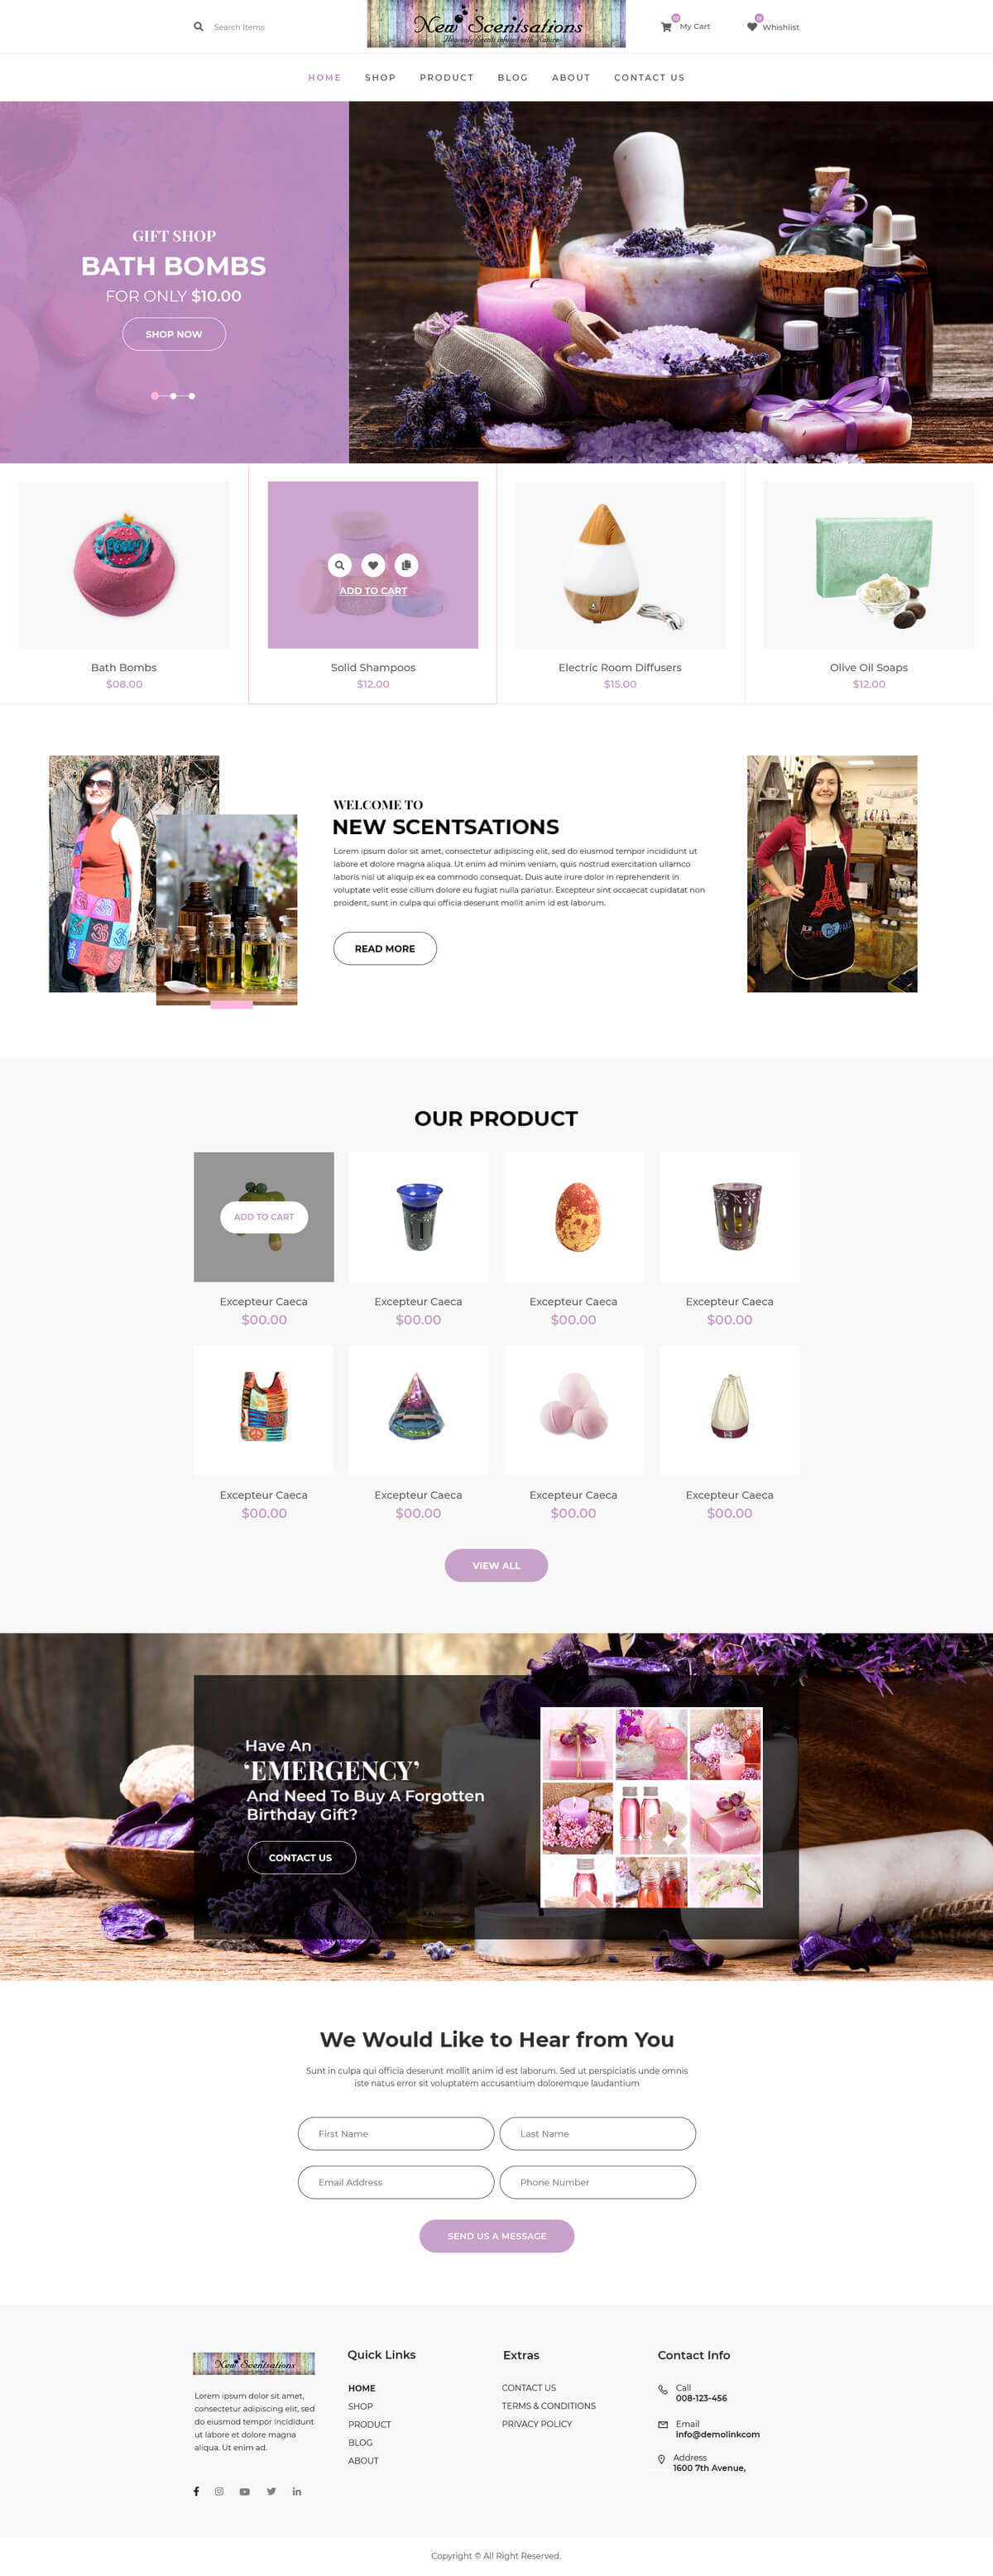 Search Items
New Scentsations
Heavenly Scents infused with Nature
My Cart
Whishlist
HOME SHOP PRODUCT BLOG ABOUT CONTACT US
GIFT SHOP
BATH BOMBS
FOR ONLY $10.00
SHOP NOW
ADD TO CART
Bath Bombs
$08.00
Solid Shampoos
$12.00
Electric Room Diffusers
$15.00
Olive Oil Soaps
$12.00
WELCOME TO
NEW SCENTSATIONS
Lorem ipsum dolor sit amet, consectetur adipiscing elit, sed do eiusmod tempor incididunt ut
labore et dolore magna aliqua. Ut enim ad minim veniam, quis nostrud exercitation ullamco
laboris nisi ut aliquip ex ea commodo consequat. Duis aute irure dolor in reprehenderit in
voluptate velit esse cillum dolore eu fugiat nulla pariatur. Excepteur sint occaecat cupidatat non
proident, sunt in culpa qui officia deserunt mollit anim id est laborum.
READ MORE
OUR PRODUCT
ADD TO CART
Excepteur Caeca
$00.00
Excepteur Caeca
$00.00
Excepteur Caeca
$00.00
Excepteur Caeca
$00.00
Excepteur Caeca
$00.00
Excepteur Caeca
$00.00
Excepteur Caeca
$00.00
Excepteur Caeca
$00.00
VIEW ALL
Have An
‘EMERGENCY’
And Need To Buy A Forgotten
Birthday Gift?
CONTACT US
We Would Like to Hear from You
Sunt in culpa qui officia deserunt mollit anim id est laborum. Sed ut perspiciatis unde omnis
iste natus error sit voluptatem accusantium doloremque laudantium
First Name
Last Name
Email Address
Phone Number
SEND US A MESSAGE
New Scentsations
Lorem ipsum dolor sit amet,
consectetur adipiscing elit, sed
do eiusmod tempor incididunt
ut labore et dolore magna
aliqua. Ut enim ad.
Quick Links
HOME
SHOP
PRODUCT
BLOG
ABOUT
Extras
CONTACT US
TERMS & CONDITIONS
PRIVACY POLICY
Contact Info
Call
008-123-456
Email
info@demolinkcom
Address
1600 7th Avenue,
Copyright © All Right Reserved.